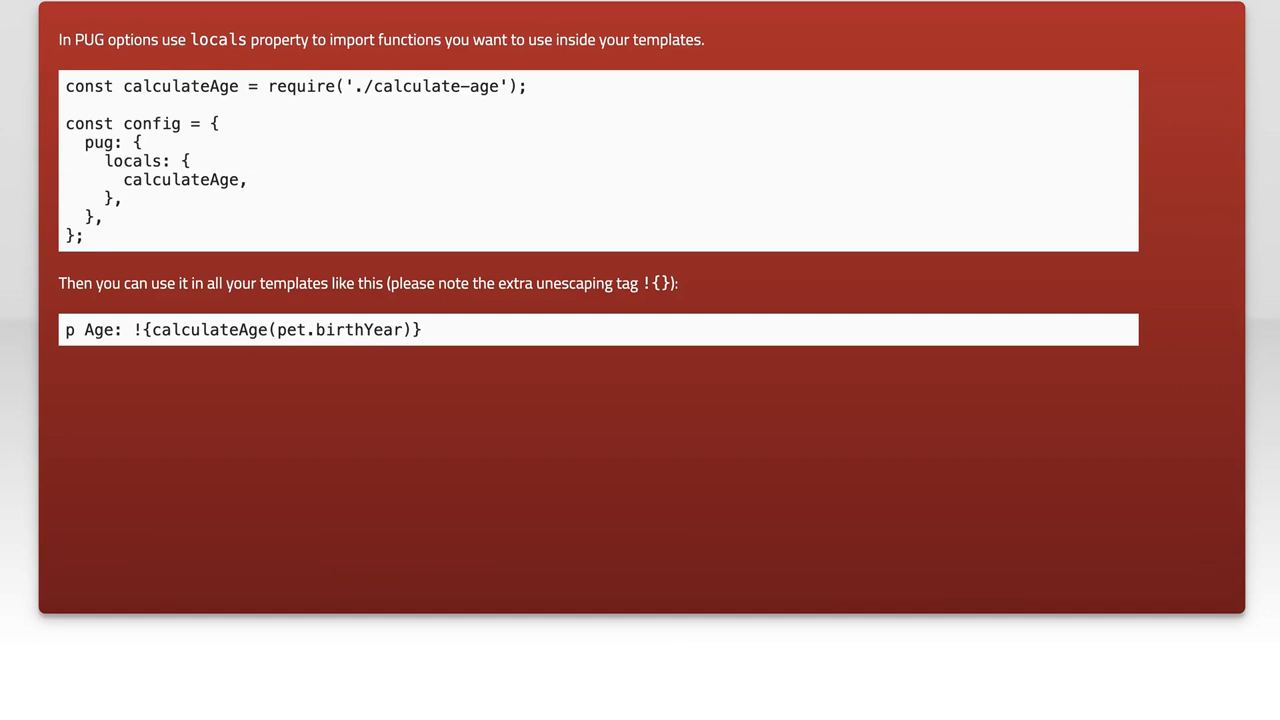 In PUG options use locals property to import functions you want to use inside your templates.
const calculateAge = require('./calculate-age');
const config = {
  pug: {
    locals: {
      calculateAge,
    },
  },
};
Then you can use it in all your templates like this (please note the extra unescaping tag !{}):
p Age: !{calculateAge(pet.birthYear)}